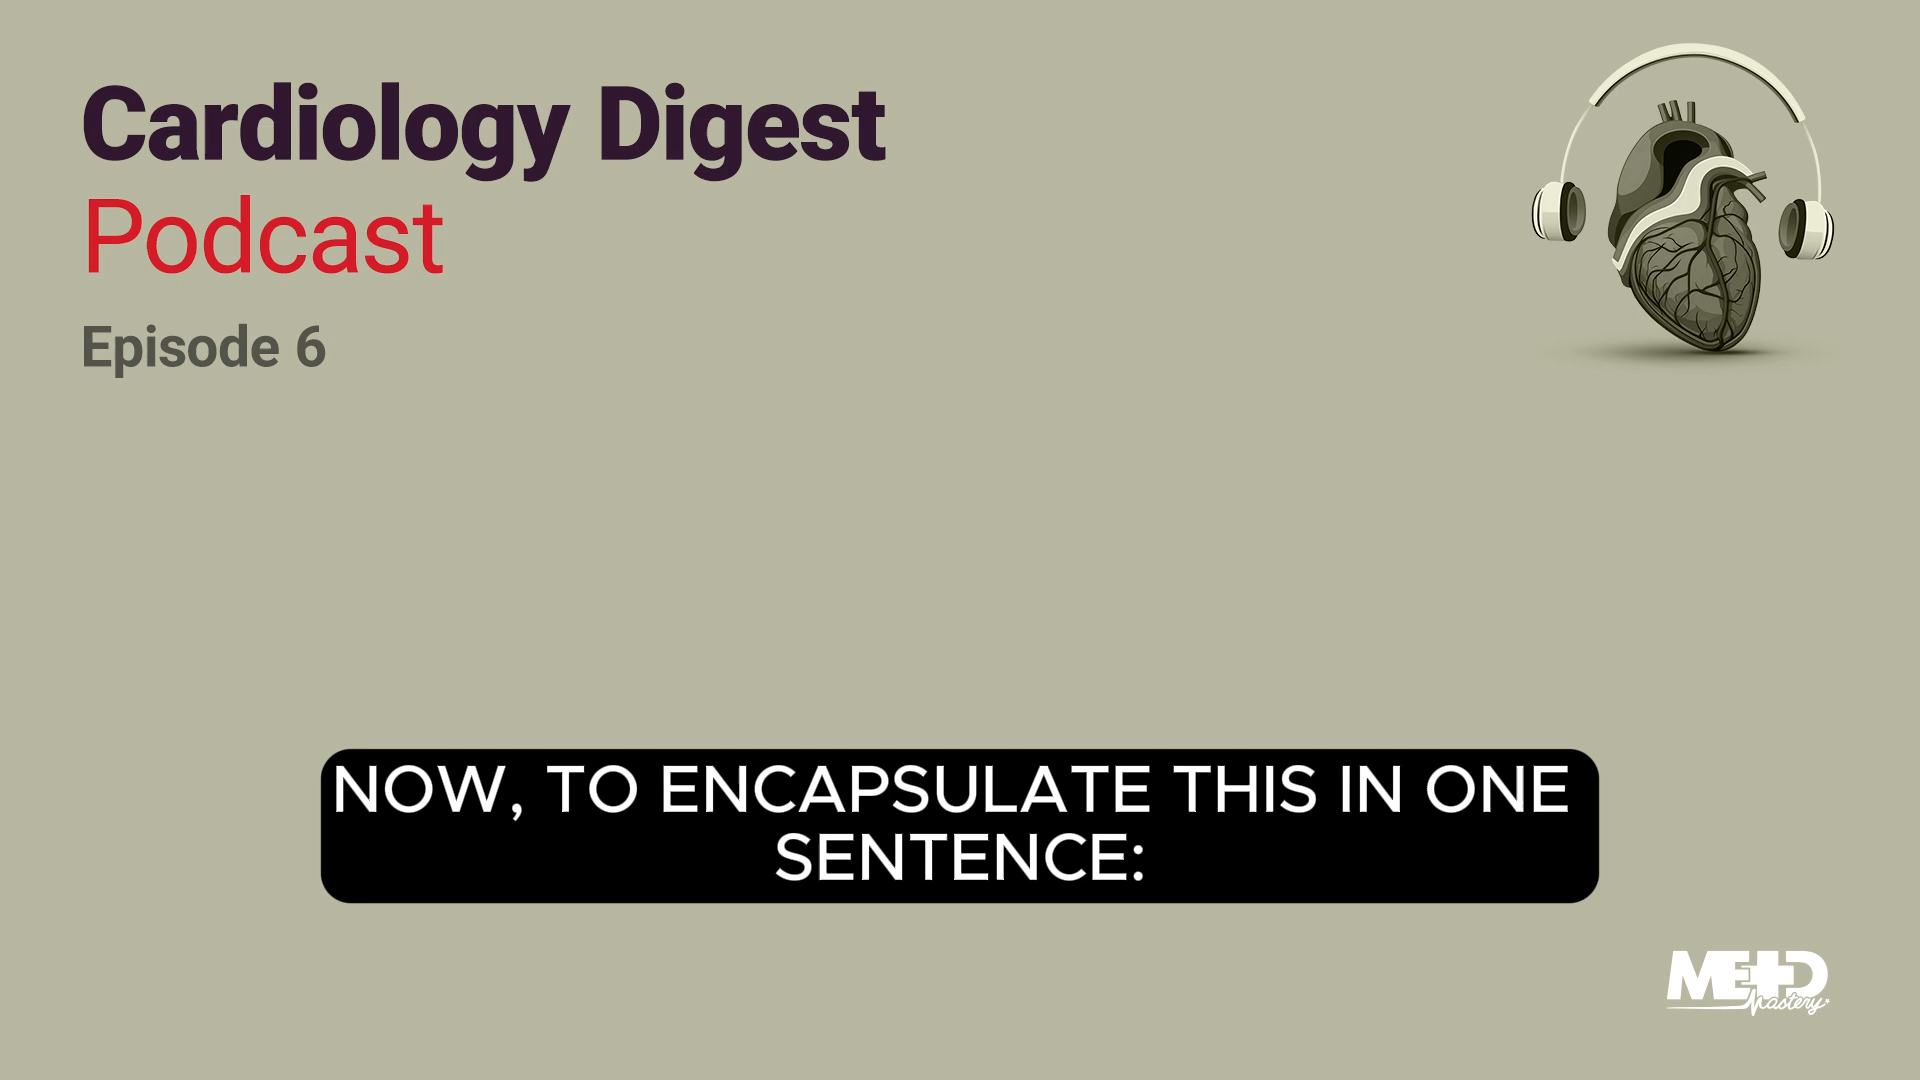 Cardiology Digest
Podcast
Episode 6
NOW, TO ENCAPSULATE THIS IN ONE
SENTENCE:
MED
Mastery